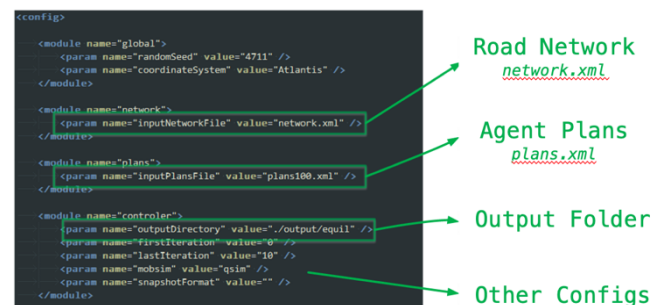 <config>
<module name="global">
<param name="randomSeed" value="4711" />
<param name="coordinateSystem" value="Atlantis" />
</module>
<module name="network">
<param name="inputNetworkFile" value="network.xml" />
</module>
<module name="plans">
<param name="inputPlansFile" value="plans100.xml" />
</module>
<module name="controler">
<param name="outputDirectory" value="./output/equil" />
<param name="firstIteration" value="0" />
<param name="lastIteration" value="10" />
<param name="mobsim" value="qsim" />
<param name="snapshotFormat" value="" />
</module>
Road Network
network.xml
Agent Plans
plans.xml
Output Folder
Other Configs